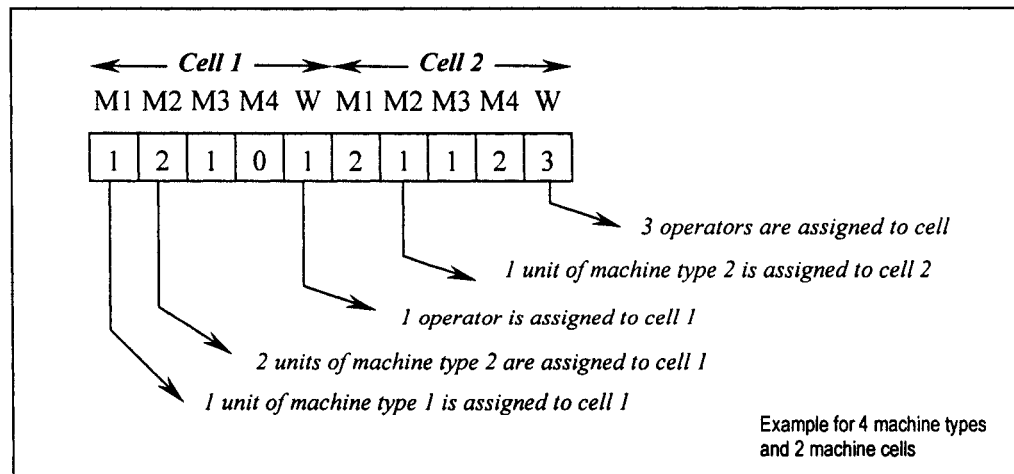 Cell 1 Cell 2
M1 M2 M3 M4 W M1 M2 M3 M4 W
1 2 1 0 1 2 1 1 2 3
3 operators are assigned to cell
1 unit of machine type 2 is assigned to cell 2
1 operator is assigned to cell 1
2 units of machine type 2 are assigned to cell 1
1 unit of machine type 1 is assigned to cell 1
Example for 4 machine types
and 2 machine cells